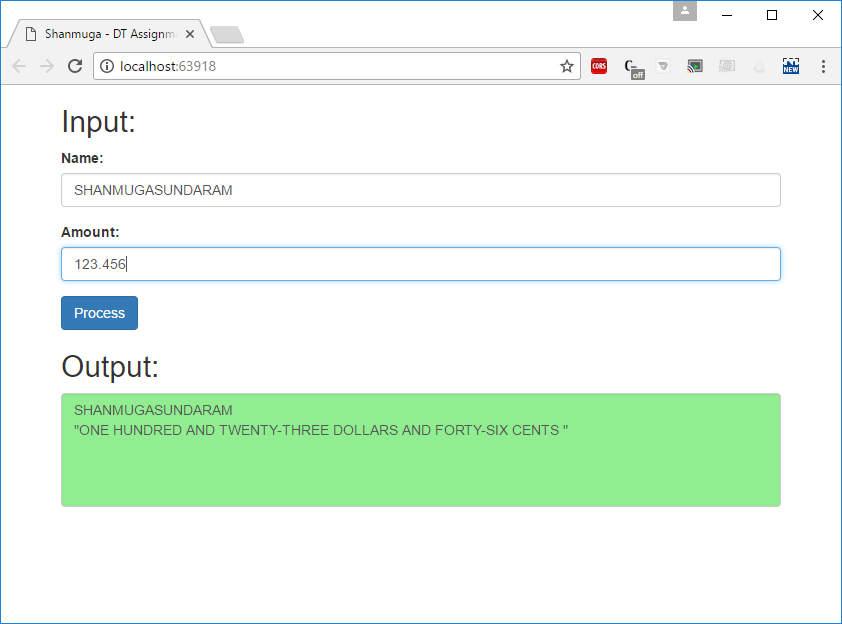 Shanmuga - DT Assignm
localhost:63918
CORS
C
off
NEW
Input:
Name:
SHANMUGASUNDARAM
Amount:
123.456
Process
Output:
SHANMUGASUNDARAM
"ONE HUNDRED AND TWENTY-THREE DOLLARS AND FORTY-SIX CENTS "